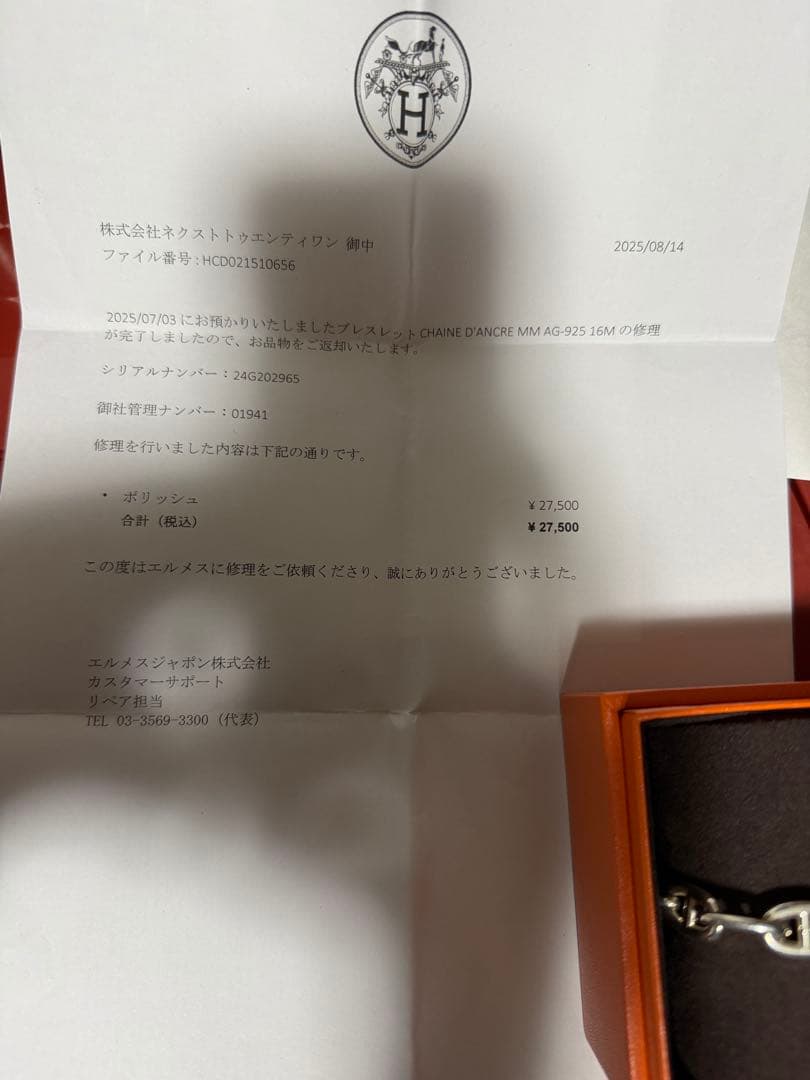 H
株式会社ネクストトゥエンティワン 御中
2025/08/14
ファイル番号：HCD021510656
2025/07/03 にお預かりいたしましたブレスレット CHAINE D'ANCRE MM AG-925 16M の修理
が完了しましたので、お品物をご返却いたします。
シリアルナンバー：24G202965
御社管理ナンバー：01941
修理を行いました内容は下記の通りです。
・ ポリッシュ ¥ 27,500
合計（税込） ¥ 27,500
この度はエルメスに修理をご依頼くださり、誠にありがとうございました。
エルメスジャポン株式会社
カスタマーサポート
リペア担当
TEL 03-3569-3300（代表）